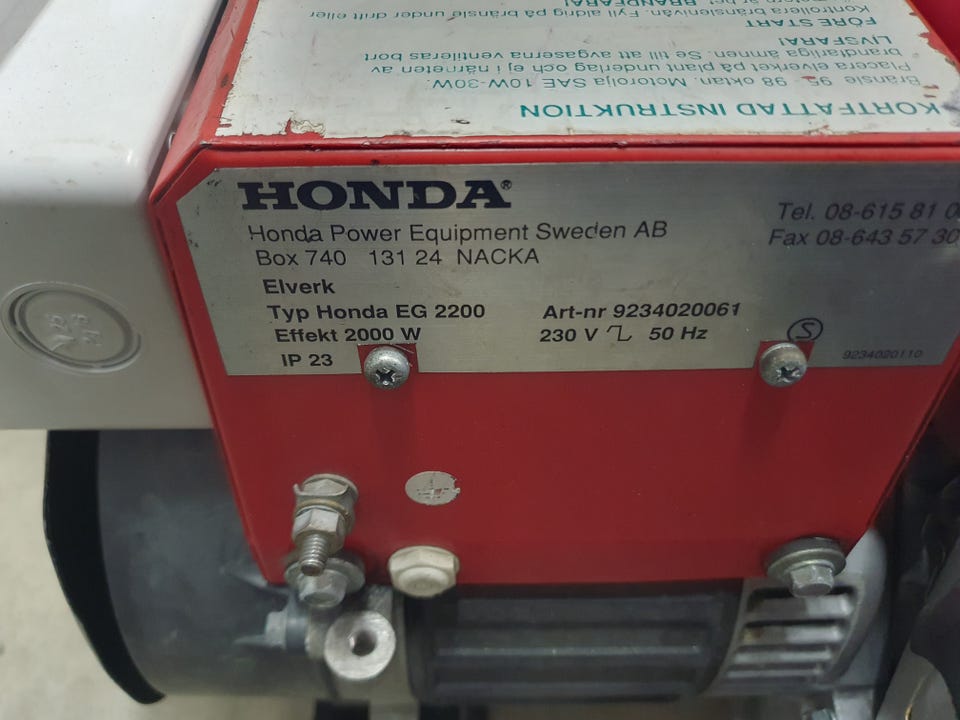 KORTFATTAD INSTRUKTION
Bränsle 95, 98 oktan. Motorolja SAE 10W-30W.
Placera elverket på plant underlag och ej i närheten av
brandfarliga ämnen. Se till att avgaserna ventileras bort
LIVSFARA!
FÖRE START
Kontrollera bränslenivån. Fyll aldrig på bränsle under drift eller
BRANDFARA!
HONDA®
Honda Power Equipment Sweden AB
Box 740 131 24 NACKA
Tel. 08-615 81 0
Fax 08-643 57 30
Elverk
Typ Honda EG 2200 Art-nr 9234020061
Effekt 2000 W 230 V 50 Hz
IP 23
S
9234020110